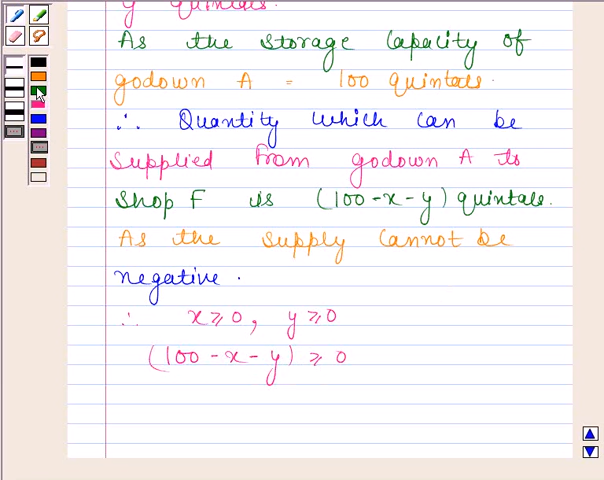 y quintals.
As the storage capacity of
godown A = 100 quintals.
∴ Quantity which can be
supplied from godown A to
shop F is (100-x-y) quintals.
As the supply cannot be
negative.
∴ x ⩾ 0, y ⩾ 0
(100-x-y) ⩾ 0